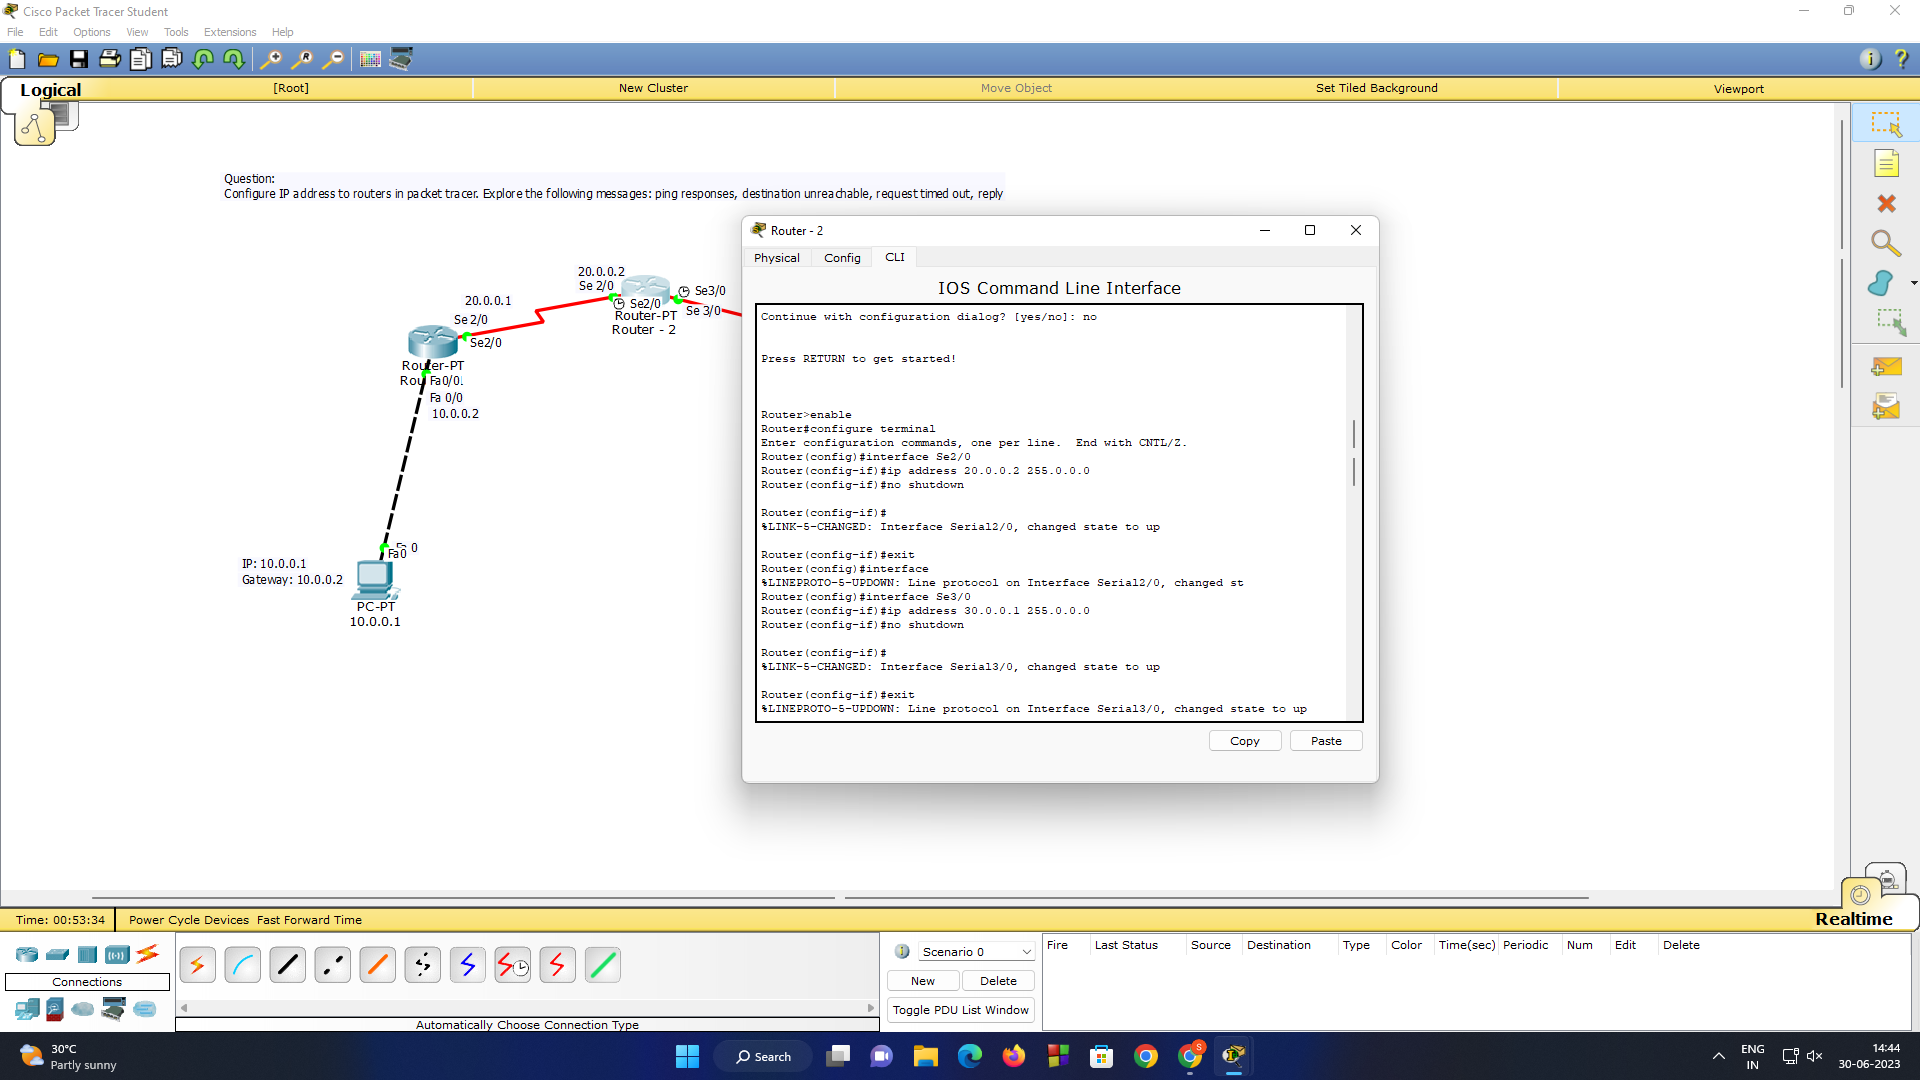 Cisco Packet Tracer Student
File Edit Options View Tools Extensions Help
Logical
[Root]
New Cluster
Move Object
Set Tiled Background
Viewport
Question:
Configure IP address to routers in packet tracer. Explore the following messages: ping responses, destination unreachable, request timed out, reply
20.0.0.2
Se 2/0
Se3/0
Se2/0
Se 3/0
Router-PT
Router - 2
20.0.0.1
Se 2/0
Se2/0
Router-PT
Rou
Fa0/0
Fa 0/0
10.0.0.2
0
Fa0
IP: 10.0.0.1
Gateway: 10.0.0.2
PC-PT
10.0.0.1
Router - 2
Physical Config CLI
IOS Command Line Interface
Continue with configuration dialog? [yes/no]: no
Press RETURN to get started!
Router>enable
Router#configure terminal
Enter configuration commands, one per line.  End with CNTL/Z.
Router(config)#interface Se2/0
Router(config-if)#ip address 20.0.0.2 255.0.0.0
Router(config-if)#no shutdown
Router(config-if)#
%LINK-5-CHANGED: Interface Serial2/0, changed state to up
Router(config-if)#exit
Router(config)#interface
%LINEPROTO-5-UPDOWN: Line protocol on Interface Serial2/0, changed st
Router(config)#interface Se3/0
Router(config-if)#ip address 30.0.0.1 255.0.0.0
Router(config-if)#no shutdown
Router(config-if)#
%LINK-5-CHANGED: Interface Serial3/0, changed state to up
Router(config-if)#exit
%LINEPROTO-5-UPDOWN: Line protocol on Interface Serial3/0, changed state to up
Copy Paste
Time: 00:53:34 Power Cycle Devices Fast Forward Time
Realtime
Connections
Automatically Choose Connection Type
Scenario 0
New Delete
Toggle PDU List Window
Fire Last Status Source Destination Type Color Time(sec) Periodic Num Edit Delete
30°C
Partly sunny
Search
S
ENG
IN
14:44
30-06-2023